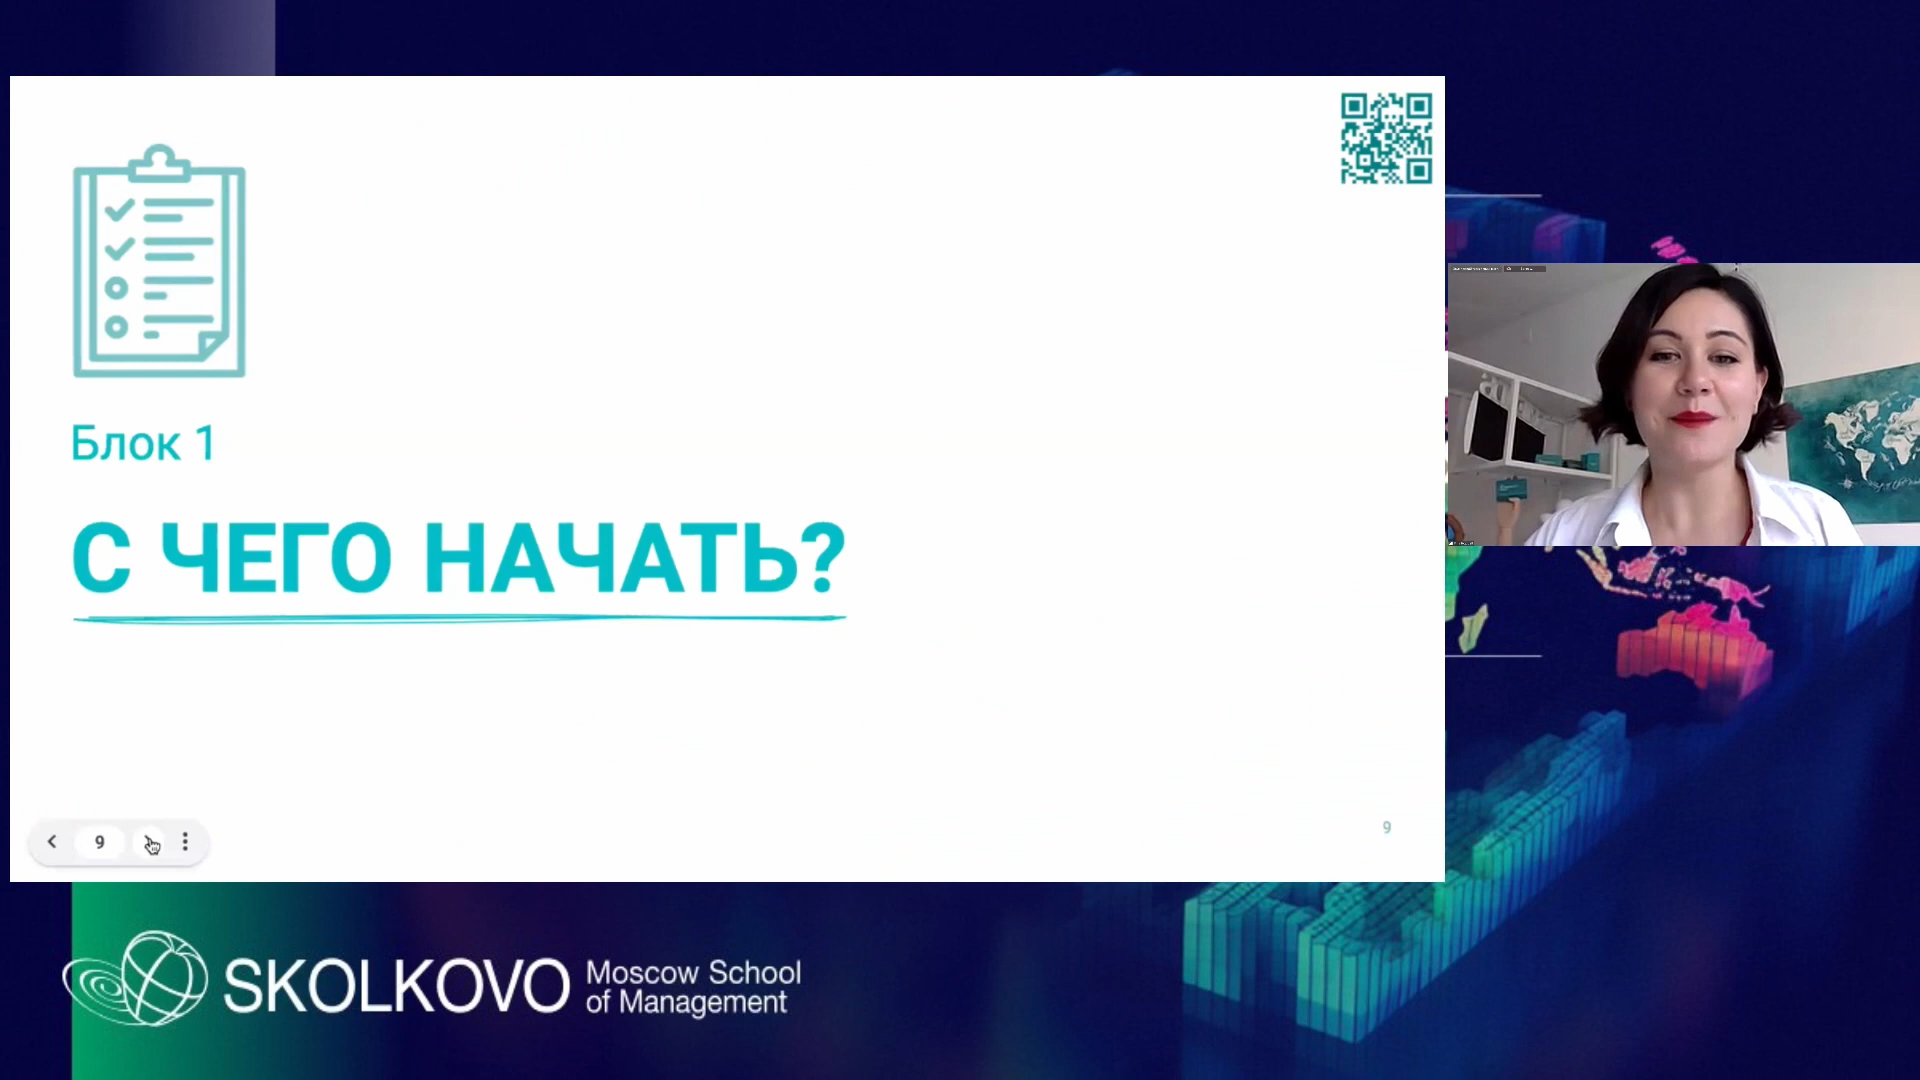 Блок 1
С ЧЕГО НАЧАТЬ?
9
9
SKOLKOVO
Moscow School
of Management